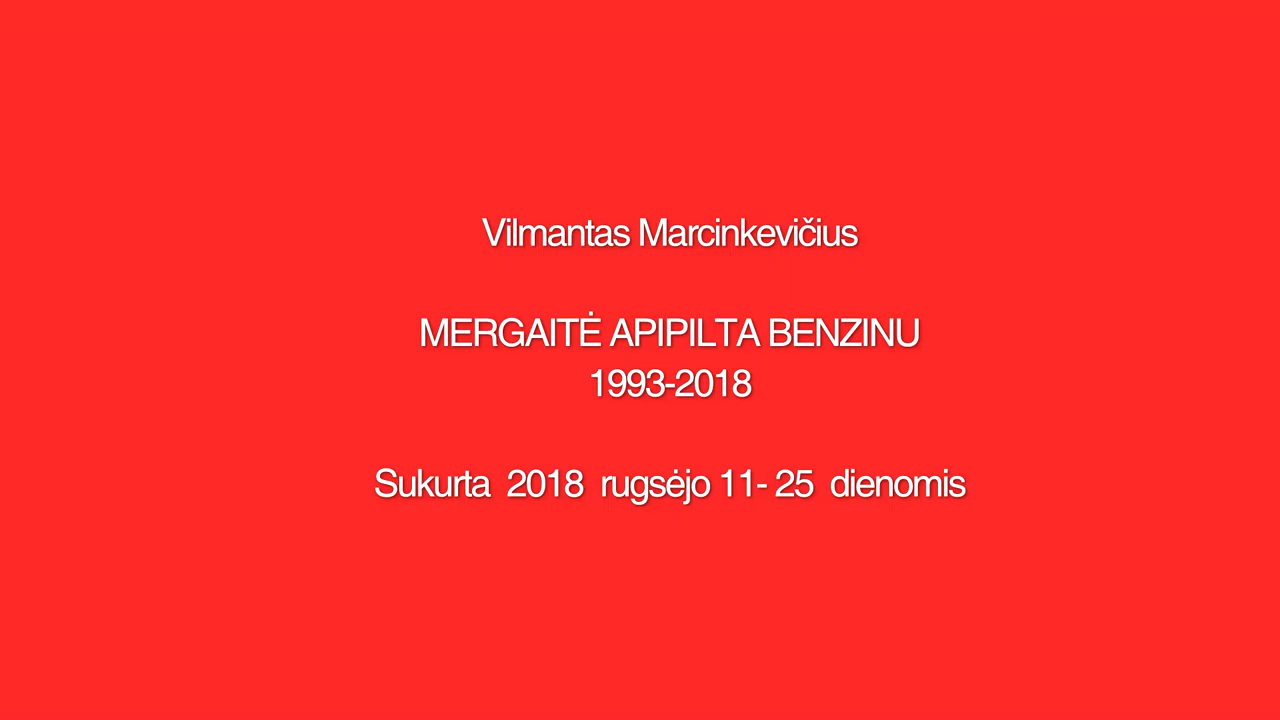 Vilmantas Marcinkevičius
MERGAITĖ APIPILTA BENZINU
1993-2018
Sukurta 2018 rugsėjo 11- 25 dienomis